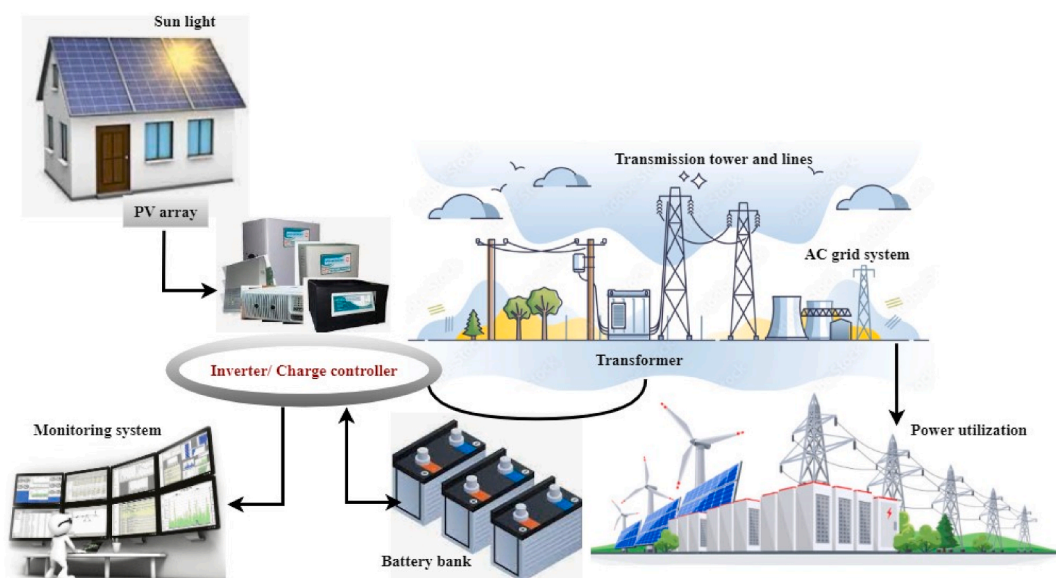 Sun light
PV array
Transmission tower and lines
AC grid system
Transformer
Inverter/ Charge controller
Monitoring system
Power utilization
Battery bank